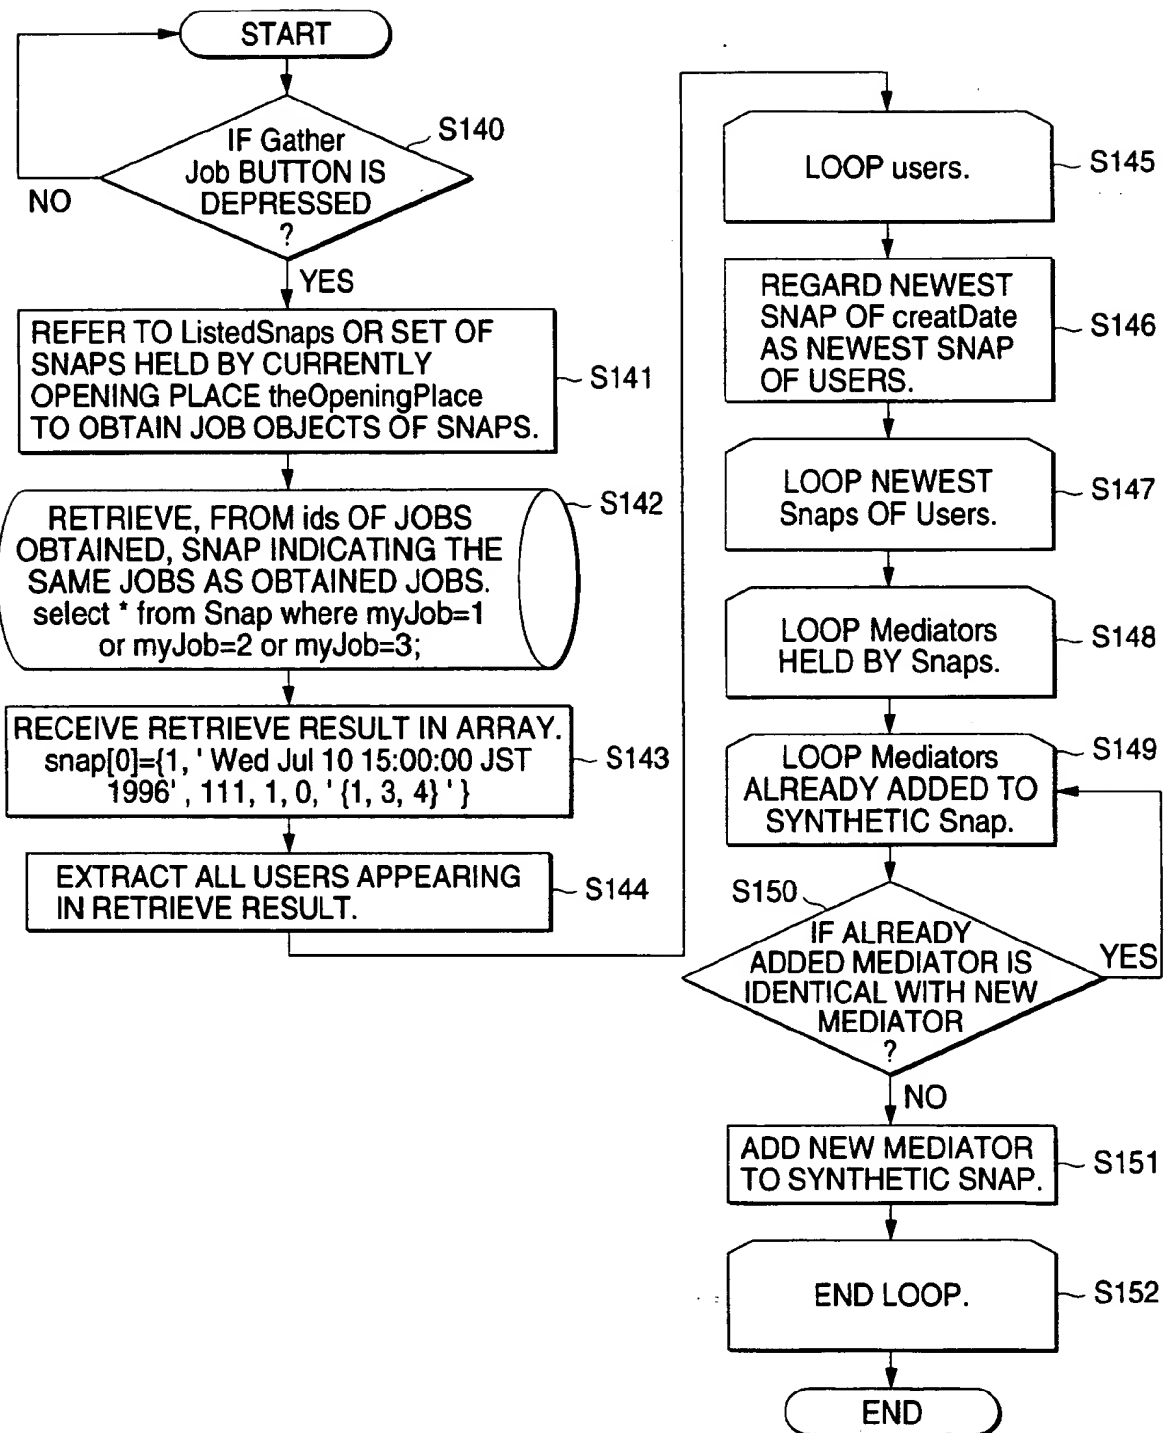 START
IF Gather
Job BUTTON IS
DEPRESSED
?
S140
NO
YES
REFER TO ListedSnaps OR SET OF
SNAPS HELD BY CURRENTLY
OPENING PLACE theOpeningPlace
TO OBTAIN JOB OBJECTS OF SNAPS.
S141
RETRIEVE, FROM ids OF JOBS
OBTAINED, SNAP INDICATING THE
SAME JOBS AS OBTAINED JOBS.
select * from Snap where myJob=1
or myJob=2 or myJob=3;
S142
RECEIVE RETRIEVE RESULT IN ARRAY.
snap[0]={1, ' Wed Jul 10 15:00:00 JST
1996' , 111, 1, 0, ' {1, 3, 4} ' }
S143
EXTRACT ALL USERS APPEARING
IN RETRIEVE RESULT.
S144
LOOP users.
S145
REGARD NEWEST
SNAP OF creatDate
AS NEWEST SNAP
OF USERS.
S146
LOOP NEWEST
Snaps OF Users.
S147
LOOP Mediators
HELD BY Snaps.
S148
LOOP Mediators
ALREADY ADDED TO
SYNTHETIC Snap.
S149
S150
IF ALREADY
ADDED MEDIATOR IS
IDENTICAL WITH NEW
MEDIATOR
?
YES
NO
ADD NEW MEDIATOR
TO SYNTHETIC SNAP.
S151
END LOOP.
S152
END